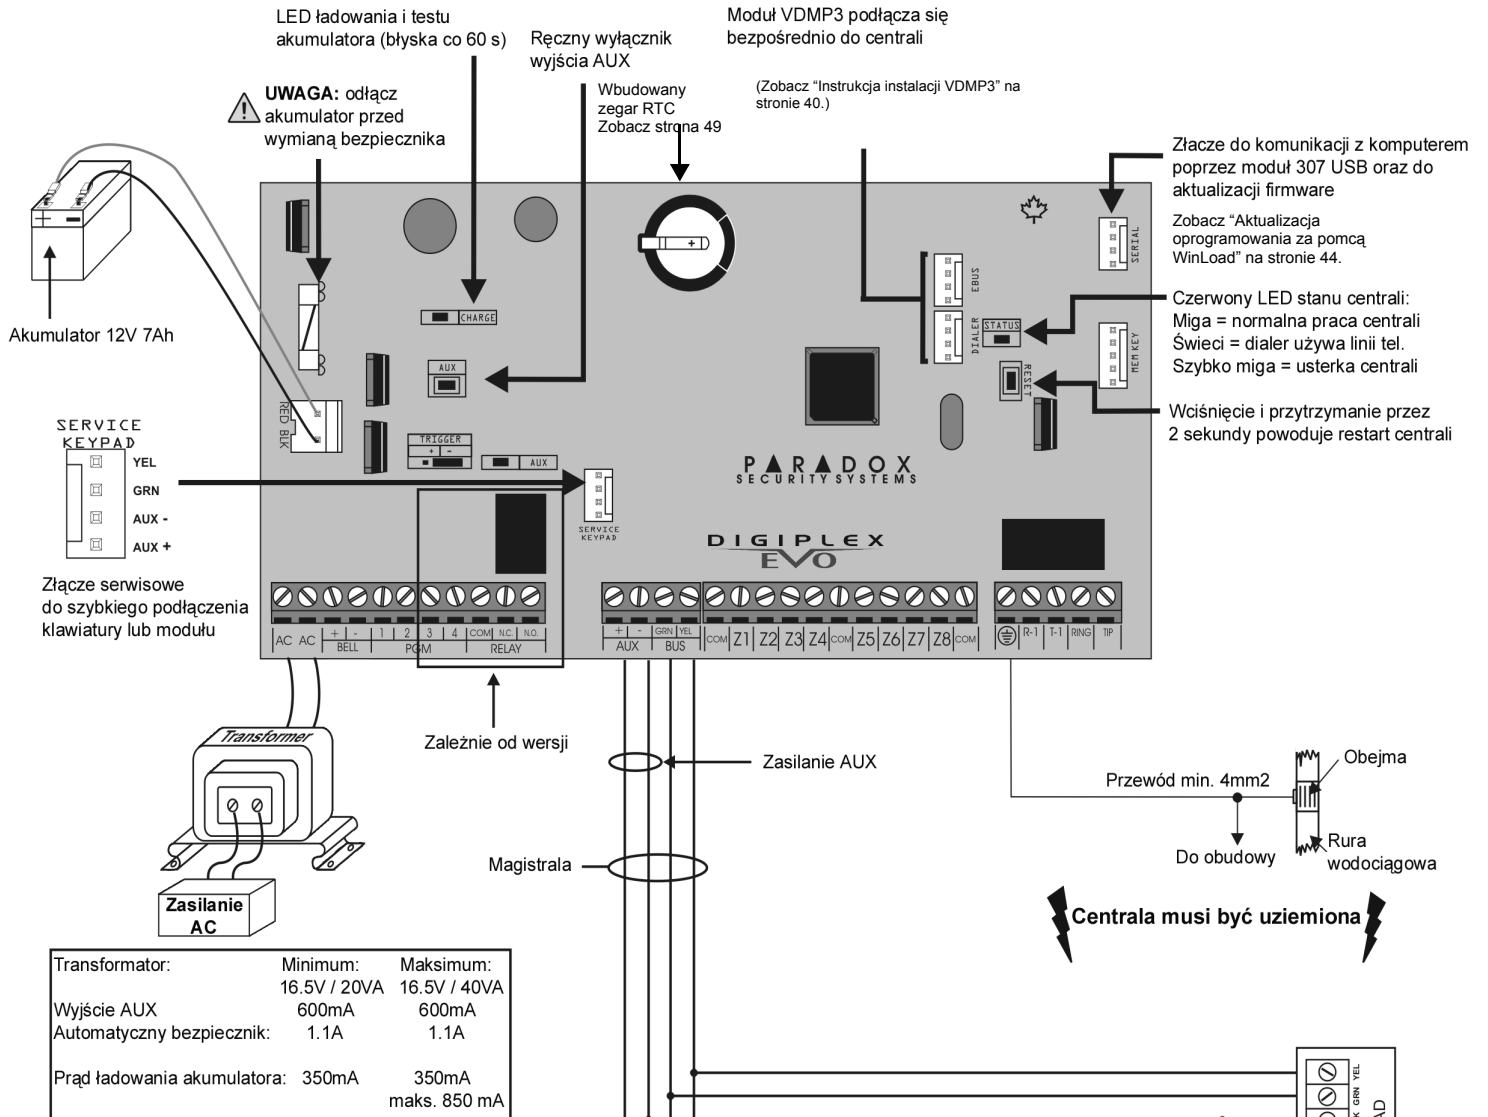 LED ładowania i testu
akumulatora (błyska co 60 s)
Ręczny wyłącznik
wyjścia AUX
Moduł VDMP3 podłącza się
bezpośrednio do centrali
(Zobacz “Instrukcja instalacji VDMP3” na
stronie 40.)
UWAGA: odłącz
akumulator przed
wymianą bezpiecznika
Wbudowany
zegar RTC
Zobacz strona 49
Złacze do komunikacji z komputerem
poprzez moduł 307 USB oraz do
aktualizacji firmware
Zobacz “Aktualizacja
oprogramowania za pomcą
WinLoad” na stronie 44.
Czerwony LED stanu centrali:
Miga = normalna praca centrali
Świeci = dialer używa linii tel.
Szybko miga = usterka centrali
Wciśnięcie i przytrzymanie przez
2 sekundy powoduje restart centrali
+ -
Akumulator 12V 7Ah
SERVICE
KEYPAD
YEL
GRN
AUX -
AUX +
Złącze serwisowe
do szybkiego podłączenia
klawiatury lub modułu
CHARGE
AUX
RED BLK
TRIGGER
+ -
AUX
SERVICE
KEYPAD
+
EBUS
DIALER
STATUS
RESET
SERIAL
MEM KEY
PARADOX
SECURITY SYSTEMS
DIGIPLEX
EVO
AC AC + - 1 2 3 4 COM N.C. N.O.
BELL PGM RELAY
+ - GRN YEL
AUX BUS
COM Z1 Z2 Z3 Z4 COM Z5 Z6 Z7 Z8 COM
R-1 T-1 RING TIP
Transformer
Zależnie od wersji
Zasilanie AUX
Magistrala
Zasilanie
AC
Przewód min. 4mm2
Obejma
Do obudowy
Rura
wodociągowa
Centrala musi być uziemiona
Transformator: Minimum: Maksimum:
16.5V / 20VA 16.5V / 40VA
Wyjście AUX 600mA 600mA
Automatyczny bezpiecznik: 1.1A 1.1A
Prąd ładowania akumulatora: 350mA 350mA
maks. 850 mA
YEL
GRN